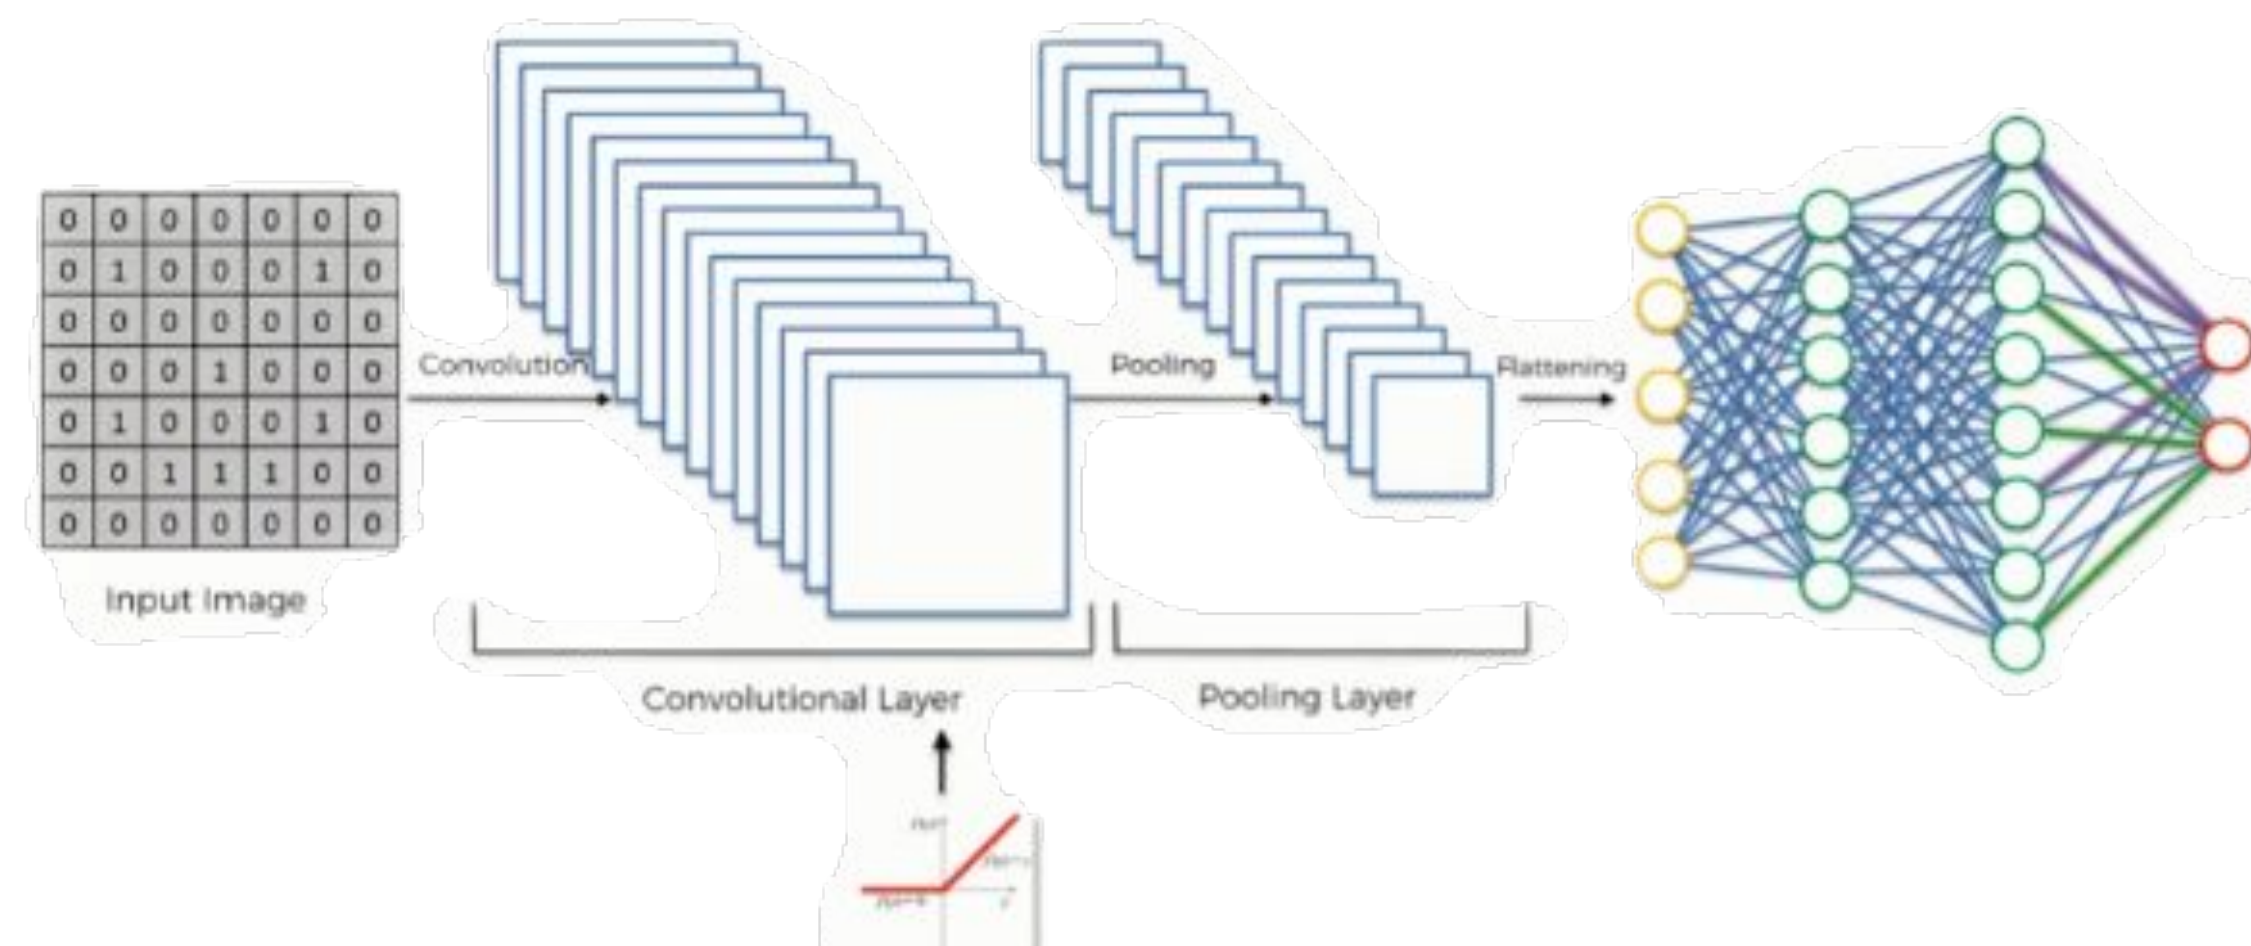 0 0 0 0 0 0 0
0 1 0 0 0 1 0
0 0 0 0 0 0 0
0 0 0 1 0 0 0
0 1 0 0 0 1 0
0 0 1 1 1 0 0
0 0 0 0 0 0 0
Input Image
Convolution
Pooling
Flattening
Convolutional Layer
Pooling Layer